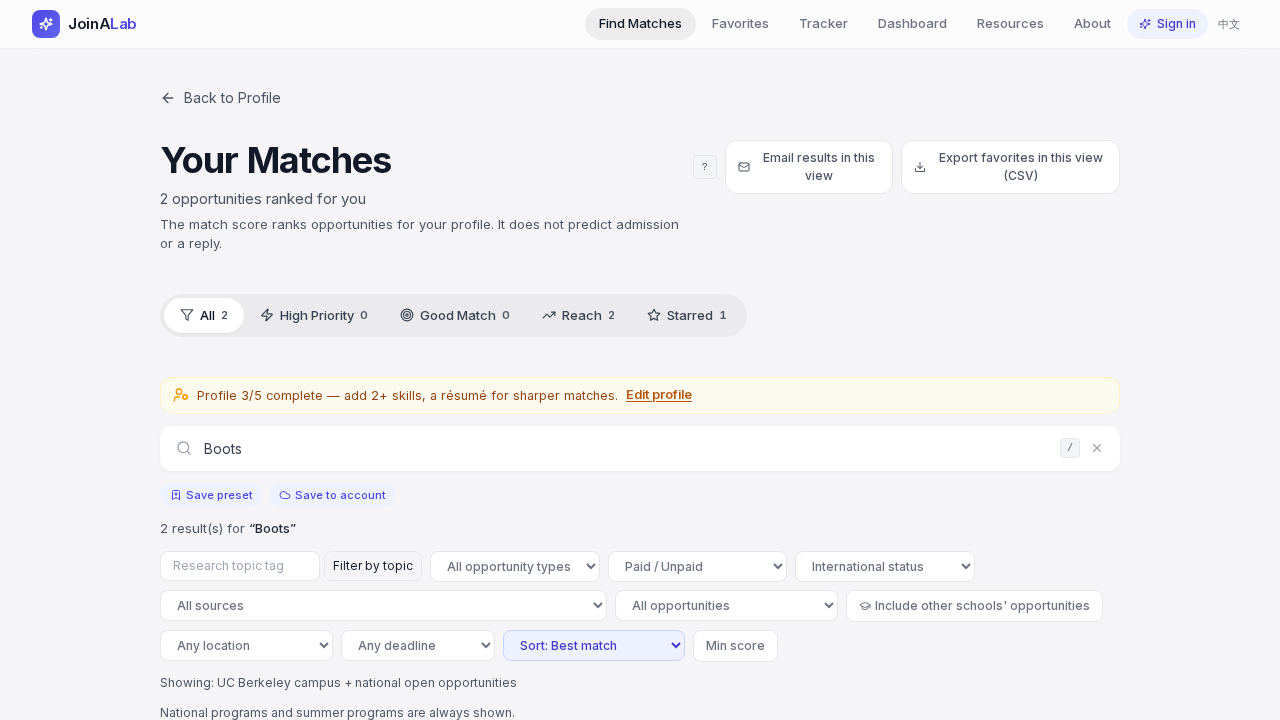 JoinALab
Find Matches
Favorites
Tracker
Dashboard
Resources
About
Sign in
中文
Back to Profile
Your Matches
2 opportunities ranked for you
The match score ranks opportunities for your profile. It does not predict admission
or a reply.
?
Email results in this
view
Export favorites in this view
(CSV)
All 2
High Priority 0
Good Match 0
Reach 2
Starred 1
Profile 3/5 complete — add 2+ skills, a résumé for sharper matches. Edit profile
Boots
/
Save preset
Save to account
2 result(s) for “Boots”
Research topic tag
Filter by topic
All opportunity types
Paid / Unpaid
International status
All sources
All opportunities
Include other schools' opportunities
Any location
Any deadline
Sort: Best match
Min score
Showing: UC Berkeley campus + national open opportunities
National programs and summer programs are always shown.